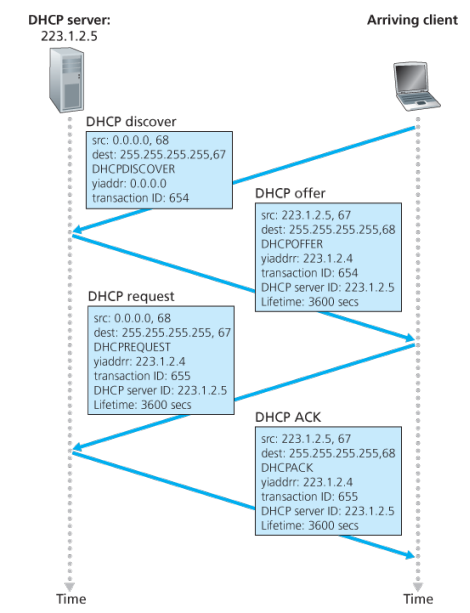 DHCP server:
223.1.2.5
Arriving client
DHCP discover
src: 0.0.0.0, 68
dest: 255.255.255.255,67
DHCPDISCOVER
yiaddr: 0.0.0.0
transaction ID: 654
DHCP offer
src: 223.1.2.5, 67
dest: 255.255.255.255,68
DHCPOFFER
yiaddrr: 223.1.2.4
transaction ID: 654
DHCP server ID: 223.1.2.5
Lifetime: 3600 secs
DHCP request
src: 0.0.0.0, 68
dest: 255.255.255.255, 67
DHCPREQUEST
yiaddrr: 223.1.2.4
transaction ID: 655
DHCP server ID: 223.1.2.5
Lifetime: 3600 secs
DHCP ACK
src: 223.1.2.5, 67
dest: 255.255.255.255,68
DHCPACK
yiaddrr: 223.1.2.4
transaction ID: 655
DHCP server ID: 223.1.2.5
Lifetime: 3600 secs
Time
Time